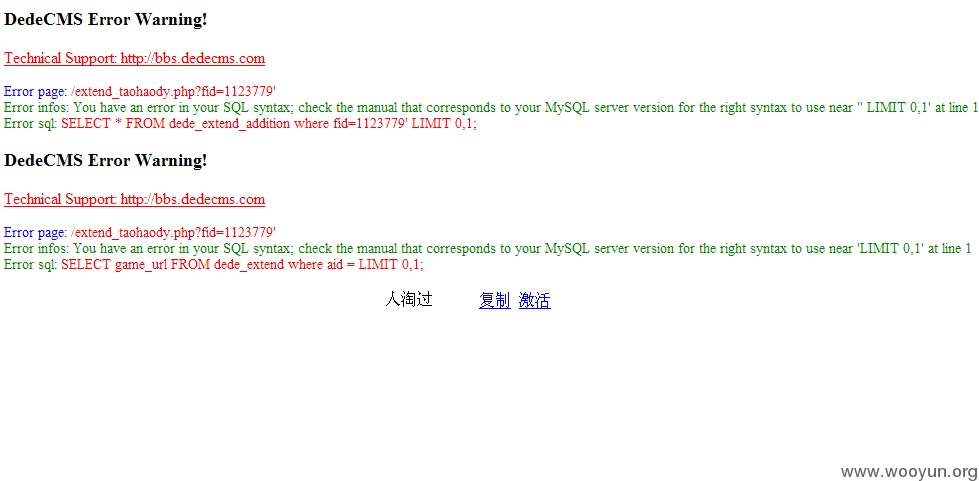 DedeCMS Error Warning!
Technical Support: http://bbs.dedecms.com
Error page: /extend_taohaody.php?fid=1123779'
Error infos: You have an error in your SQL syntax; check the manual that corresponds to your MySQL server version for the right syntax to use near '' LIMIT 0,1' at line 1
Error sql: SELECT * FROM dede_extend_addition where fid=1123779' LIMIT 0,1;
DedeCMS Error Warning!
Technical Support: http://bbs.dedecms.com
Error page: /extend_taohaody.php?fid=1123779'
Error infos: You have an error in your SQL syntax; check the manual that corresponds to your MySQL server version for the right syntax to use near 'LIMIT 0,1' at line 1
Error sql: SELECT game_url FROM dede_extend where aid = LIMIT 0,1;
人淘过 复制 激活
www.wooyun.org